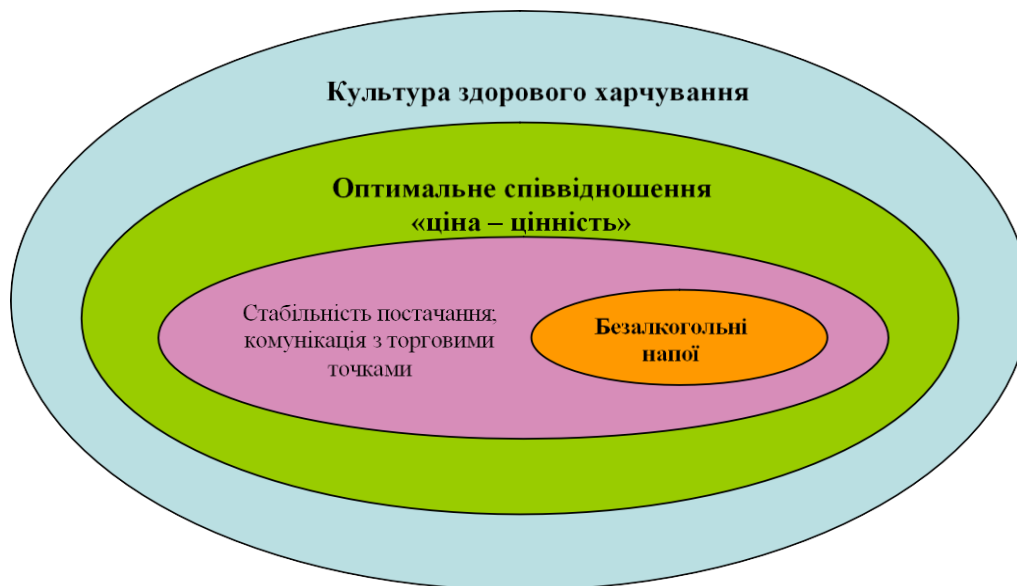 Культура здорового харчування
Оптимальне співвідношення
«ціна – цінність»
Стабільність постачання;
комунікація з торговими
точками
Безалкогольні
напої